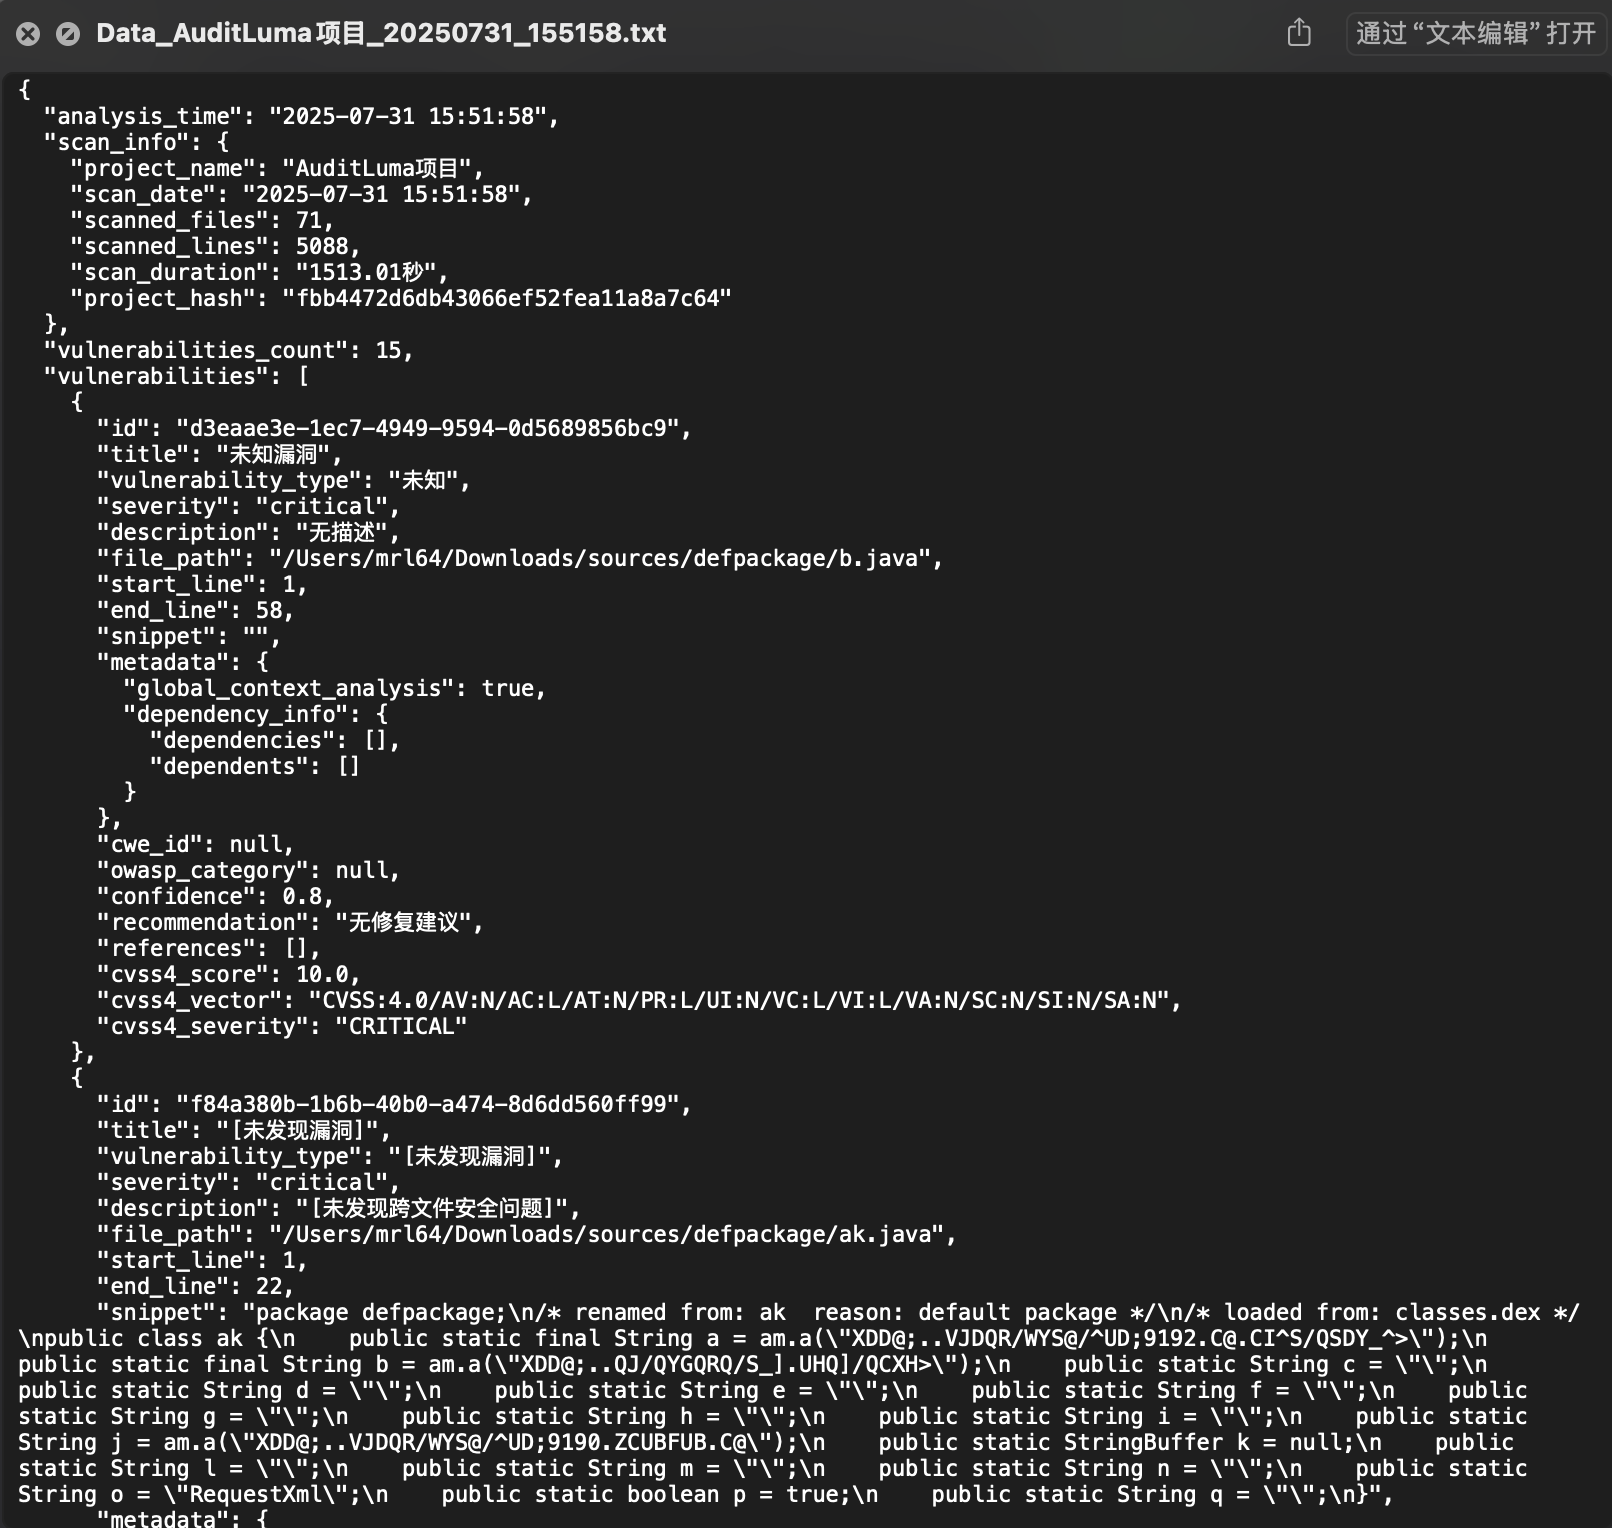 Data_AuditLuma项目_20250731_155158.txt
通过“文本编辑”打开
{
  "analysis_time": "2025-07-31 15:51:58",
  "scan_info": {
    "project_name": "AuditLuma项目",
    "scan_date": "2025-07-31 15:51:58",
    "scanned_files": 71,
    "scanned_lines": 5088,
    "scan_duration": "1513.01秒",
    "project_hash": "fbb4472d6db43066ef52fea11a8a7c64"
  },
  "vulnerabilities_count": 15,
  "vulnerabilities": [
    {
      "id": "d3eaae3e-1ec7-4949-9594-0d5689856bc9",
      "title": "未知漏洞",
      "vulnerability_type": "未知",
      "severity": "critical",
      "description": "无描述",
      "file_path": "/Users/mrl64/Downloads/sources/defpackage/b.java",
      "start_line": 1,
      "end_line": 58,
      "snippet": "",
      "metadata": {
        "global_context_analysis": true,
        "dependency_info": {
          "dependencies": [],
          "dependents": []
        }
      },
      "cwe_id": null,
      "owasp_category": null,
      "confidence": 0.8,
      "recommendation": "无修复建议",
      "references": [],
      "cvss4_score": 10.0,
      "cvss4_vector": "CVSS:4.0/AV:N/AC:L/AT:N/PR:L/UI:N/VC:L/VI:L/VA:N/SC:N/SI:N/SA:N",
      "cvss4_severity": "CRITICAL"
    },
    {
      "id": "f84a380b-1b6b-40b0-a474-8d6dd560ff99",
      "title": "[未发现漏洞]",
      "vulnerability_type": "[未发现漏洞]",
      "severity": "critical",
      "description": "[未发现跨文件安全问题]",
      "file_path": "/Users/mrl64/Downloads/sources/defpackage/ak.java",
      "start_line": 1,
      "end_line": 22,
      "snippet": "package defpackage;\n/* renamed from: ak  reason: default package */\n/* loaded from: classes.dex */
\npublic class ak {\n    public static final String a = am.a(\"XDD@;..VJDQR/WYS@/^UD;9192.C@.CI^S/QSDY_^>\");\n
public static final String b = am.a(\"XDD@;..QJ/QYGQRQ/S_].UHQ]/QCXH>\");\n    public static String c = \"\";\n
public static String d = \"\";\n    public static String e = \"\";\n    public static String f = \"\";\n    public
static String g = \"\";\n    public static String h = \"\";\n    public static String i = \"\";\n    public static
String j = am.a(\"XDD@;..VJDQR/WYS@/^UD;9190.ZCUBFUB.C@\");\n    public static StringBuffer k = null;\n    public
static String l = \"\";\n    public static String m = \"\";\n    public static String n = \"\";\n    public static
String o = \"RequestXml\";\n    public static boolean p = true;\n    public static String q = \"\";\n}",
      "metadata": {